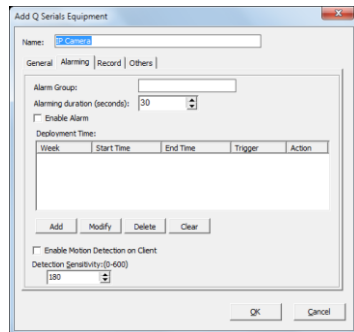 Add Q Serials Equipment
Name: IP Camera
General Alarming Record Others
Alarm Group:
Alarming duration (seconds): 30
Enable Alarm
Deployment Time:
Week Start Time End Time Trigger Action
Add Modify Delete Clear
Enable Motion Detection on Client
Detection Sensitivity:(0-600)
180
OK Cancel